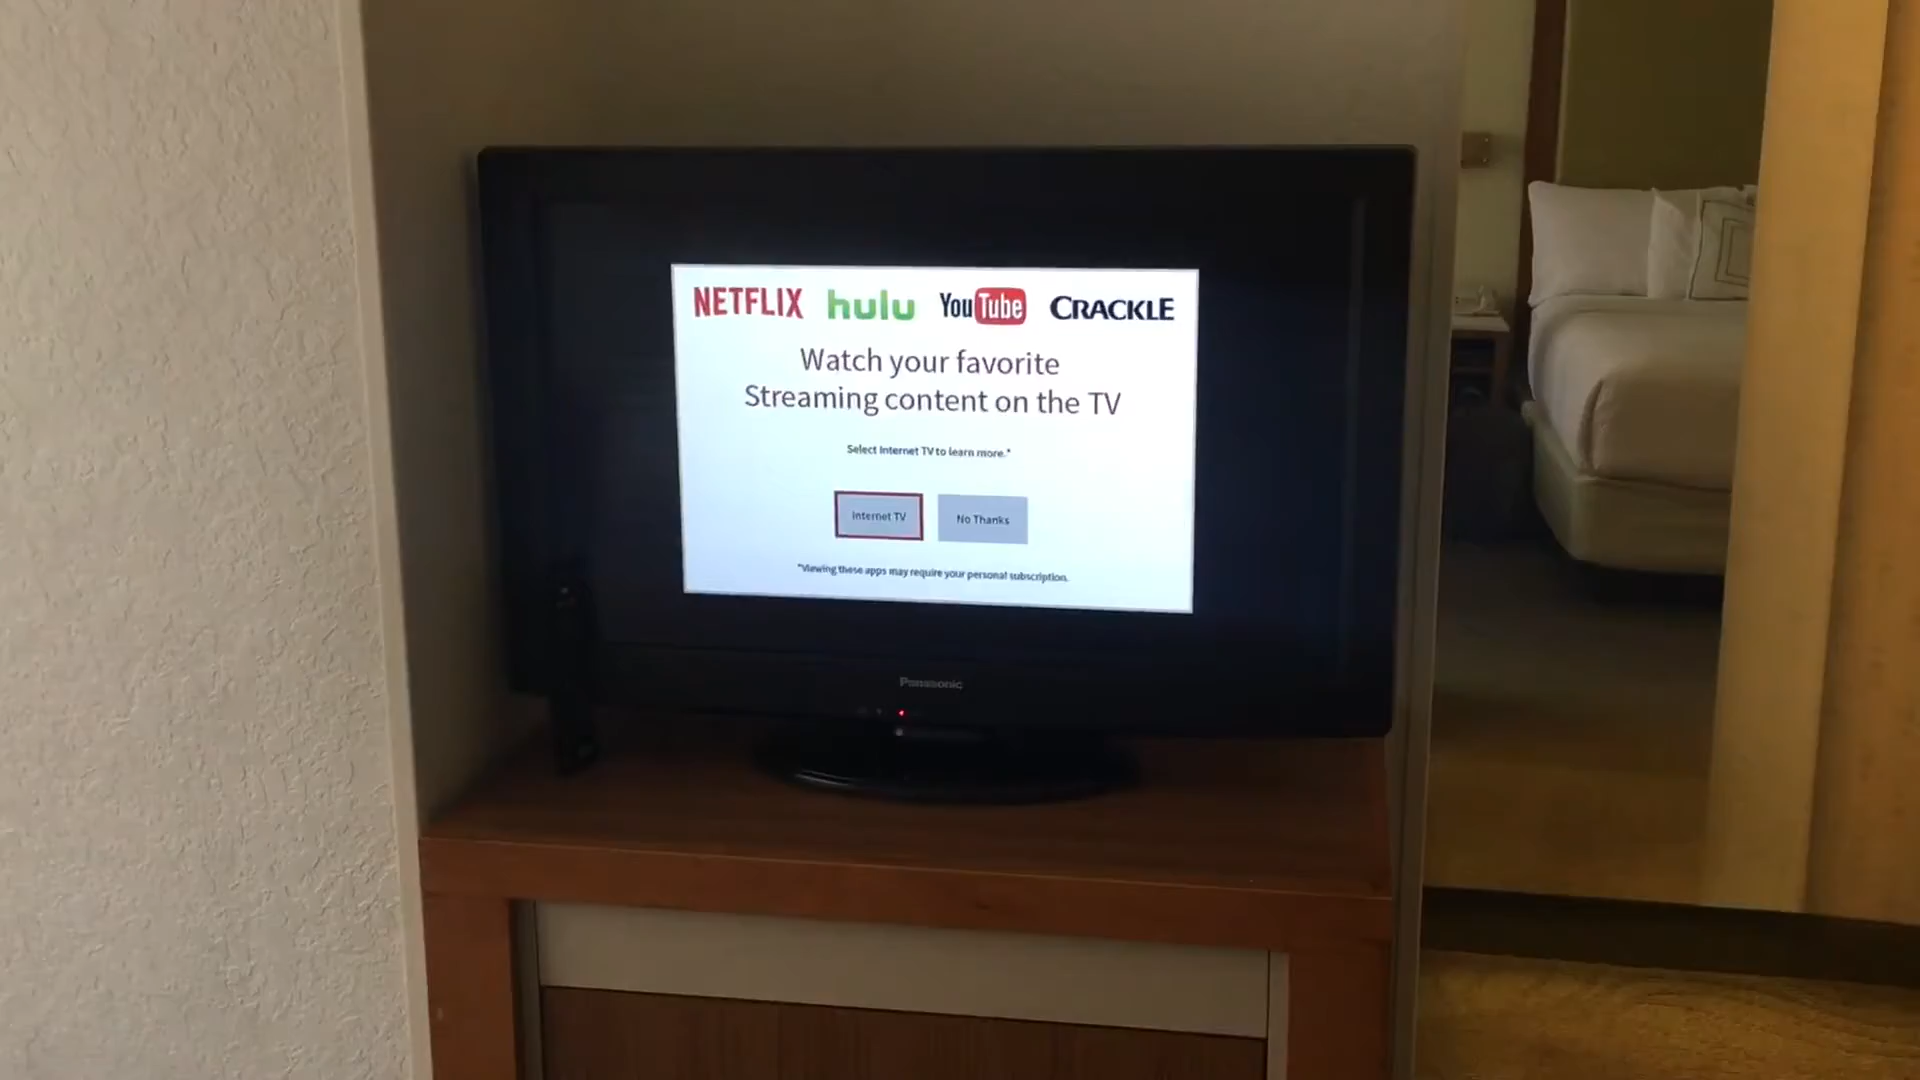 NETFLIX hulu YouTube CRACKLE
Watch your favorite
Streaming content on the TV
Select Internet TV to learn more.*
Internet TV No Thanks
*Viewing these apps may require your personal subscription.
Panasonic